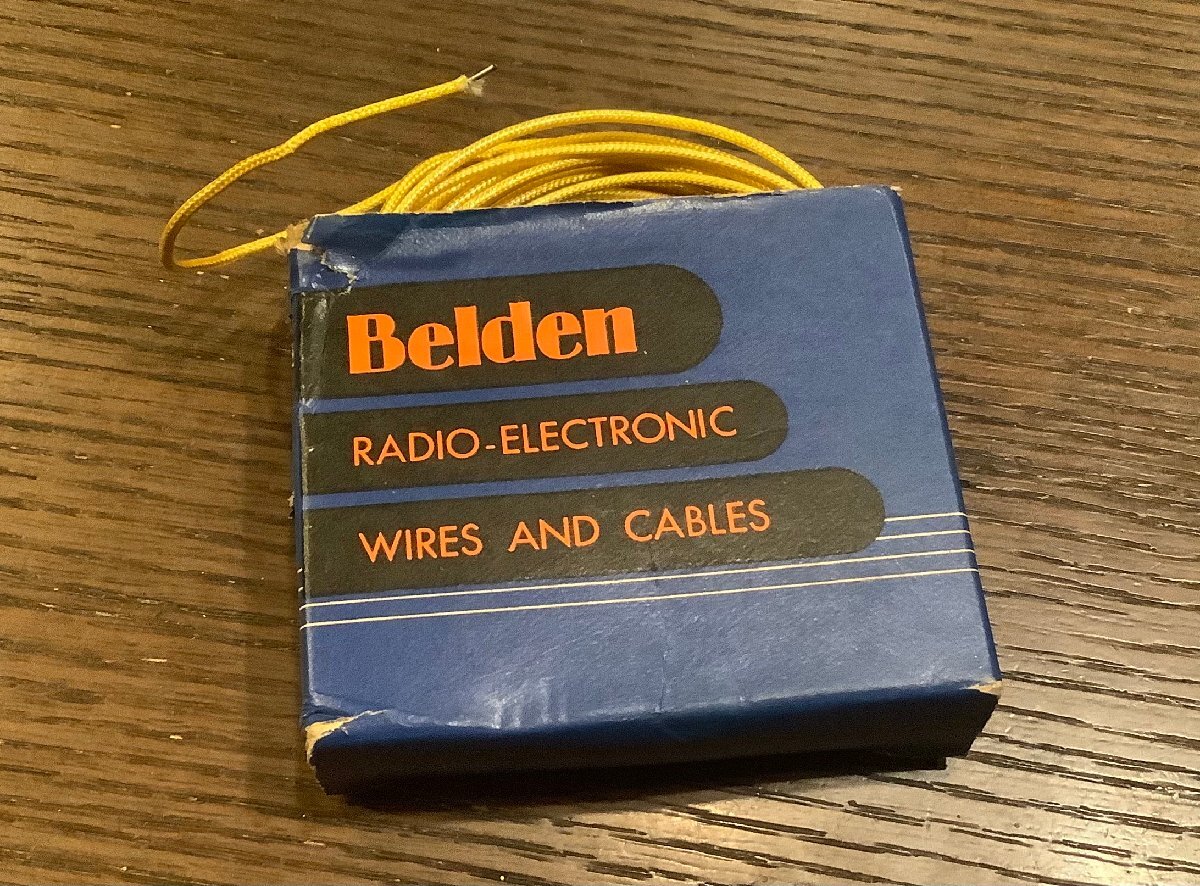 Belden
RADIO-ELECTRONIC
WIRES AND CABLES